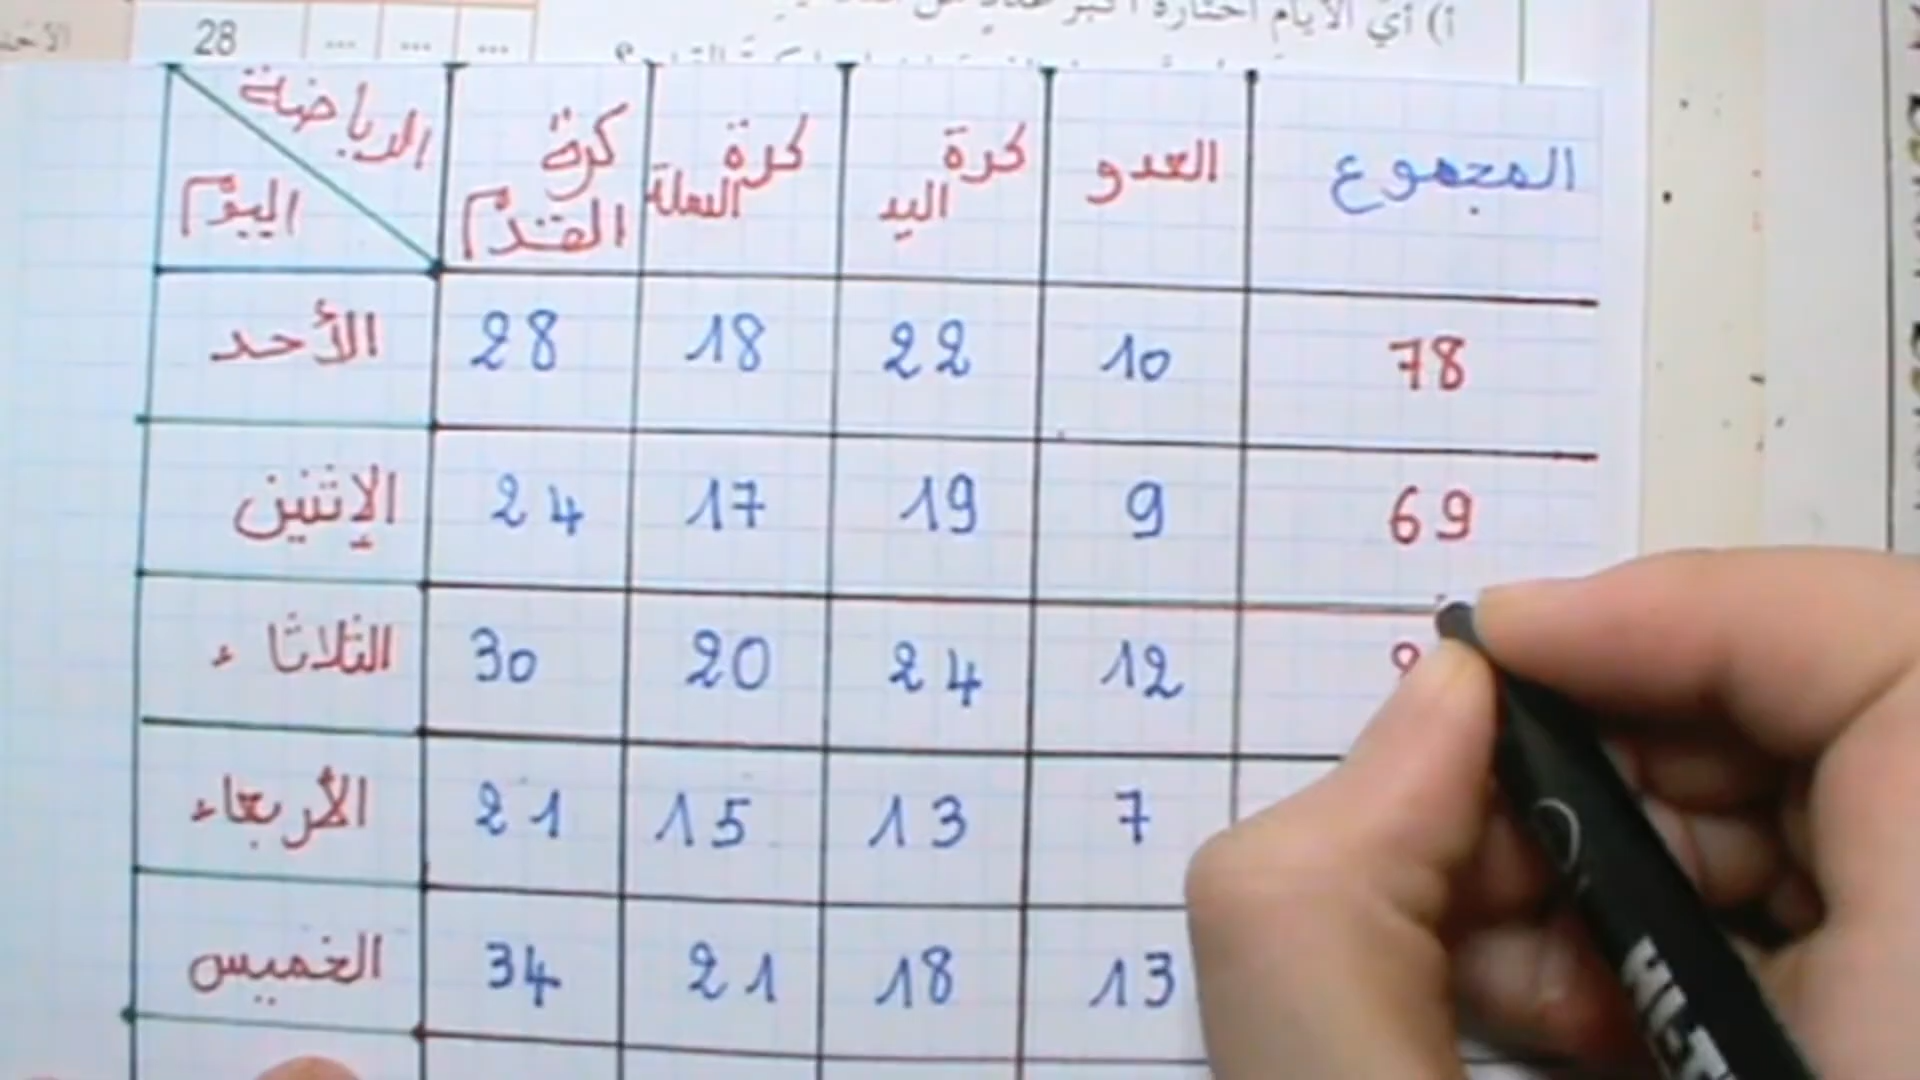 أ) أيّ الأيام اختاره أكبر عدد من
28 ... ... ...
الرياضة
اليوم
كرة القدم
كرة السلة
كرة اليد
العدو
المجموع
الأحد 28 18 22 10 78
الإثنين 24 17 19 9 69
الثلاثاء 30 20 24 12
الأربعاء 21 15 13 7
الخميس 34 21 18 13